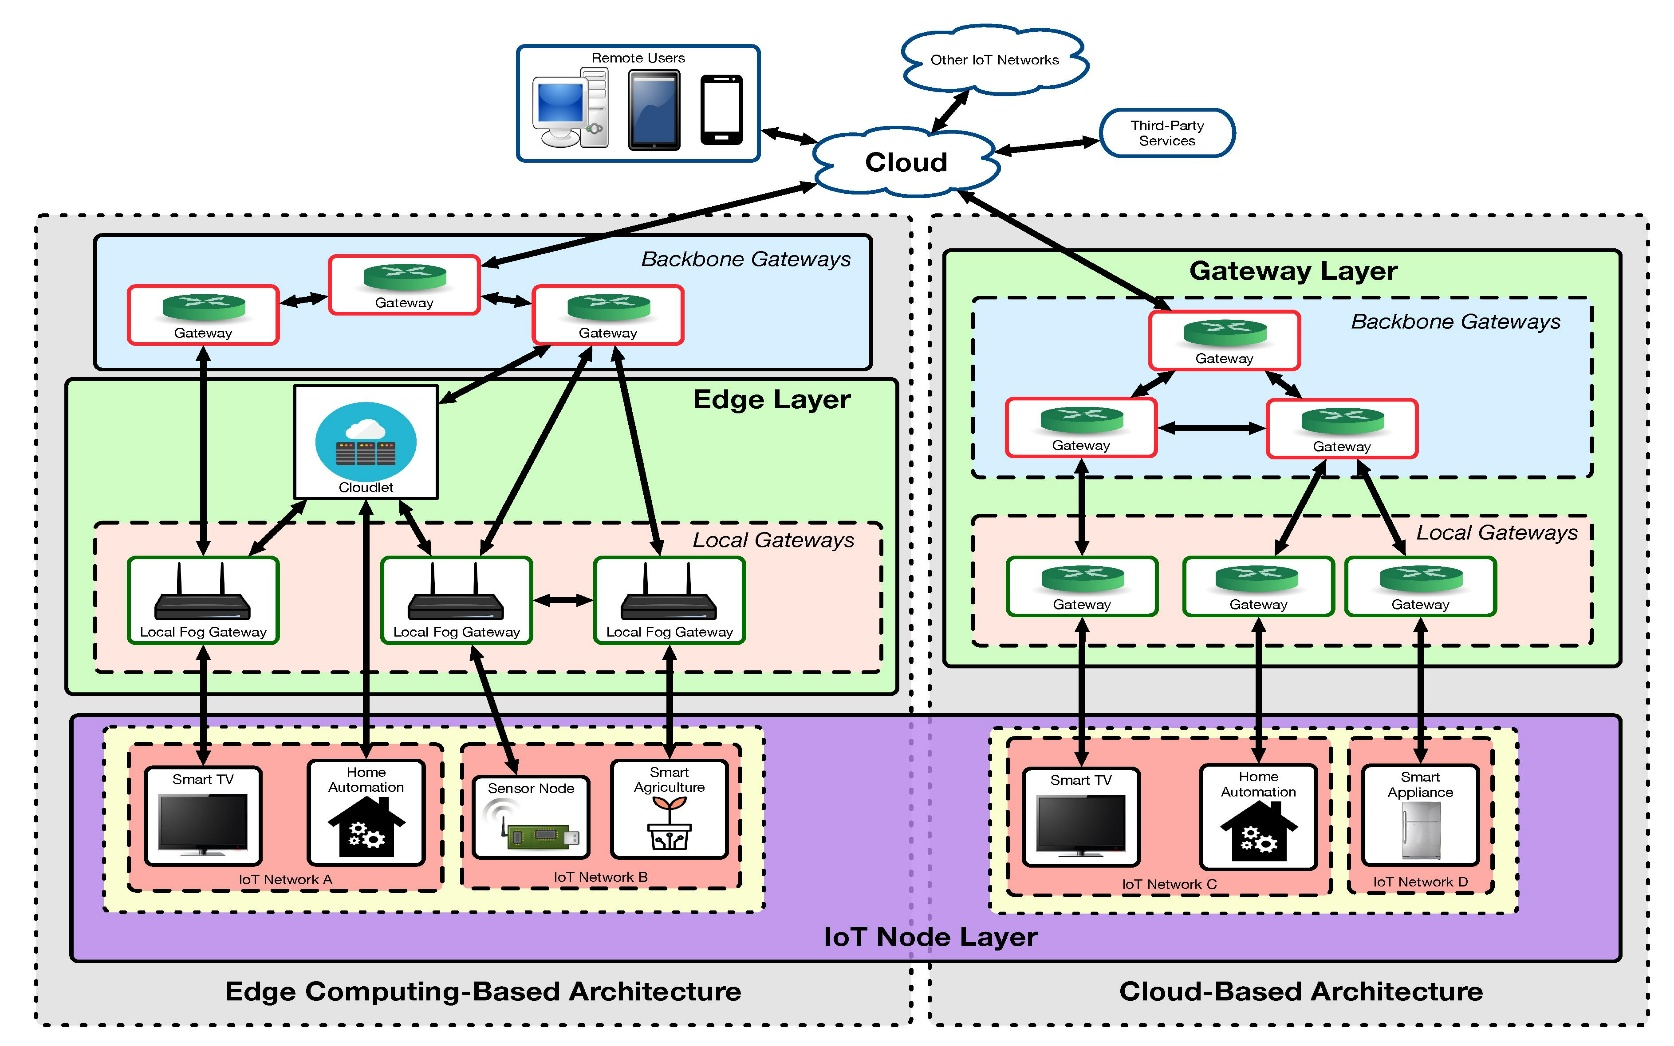 Remote Users
Other IoT Networks
Third-Party
Services
Cloud
Backbone Gateways
Gateway
Gateway
Gateway
Edge Layer
Cloudlet
Local Gateways
Local Fog Gateway
Local Fog Gateway
Local Fog Gateway
Gateway Layer
Backbone Gateways
Gateway
Gateway
Gateway
Local Gateways
Gateway
Gateway
Gateway
Smart TV
Home
Automation
IoT Network A
Sensor Node
Smart
Agriculture
IoT Network B
Smart TV
Home
Automation
IoT Network C
Smart
Appliance
IoT Network D
IoT Node Layer
Edge Computing-Based Architecture
Cloud-Based Architecture